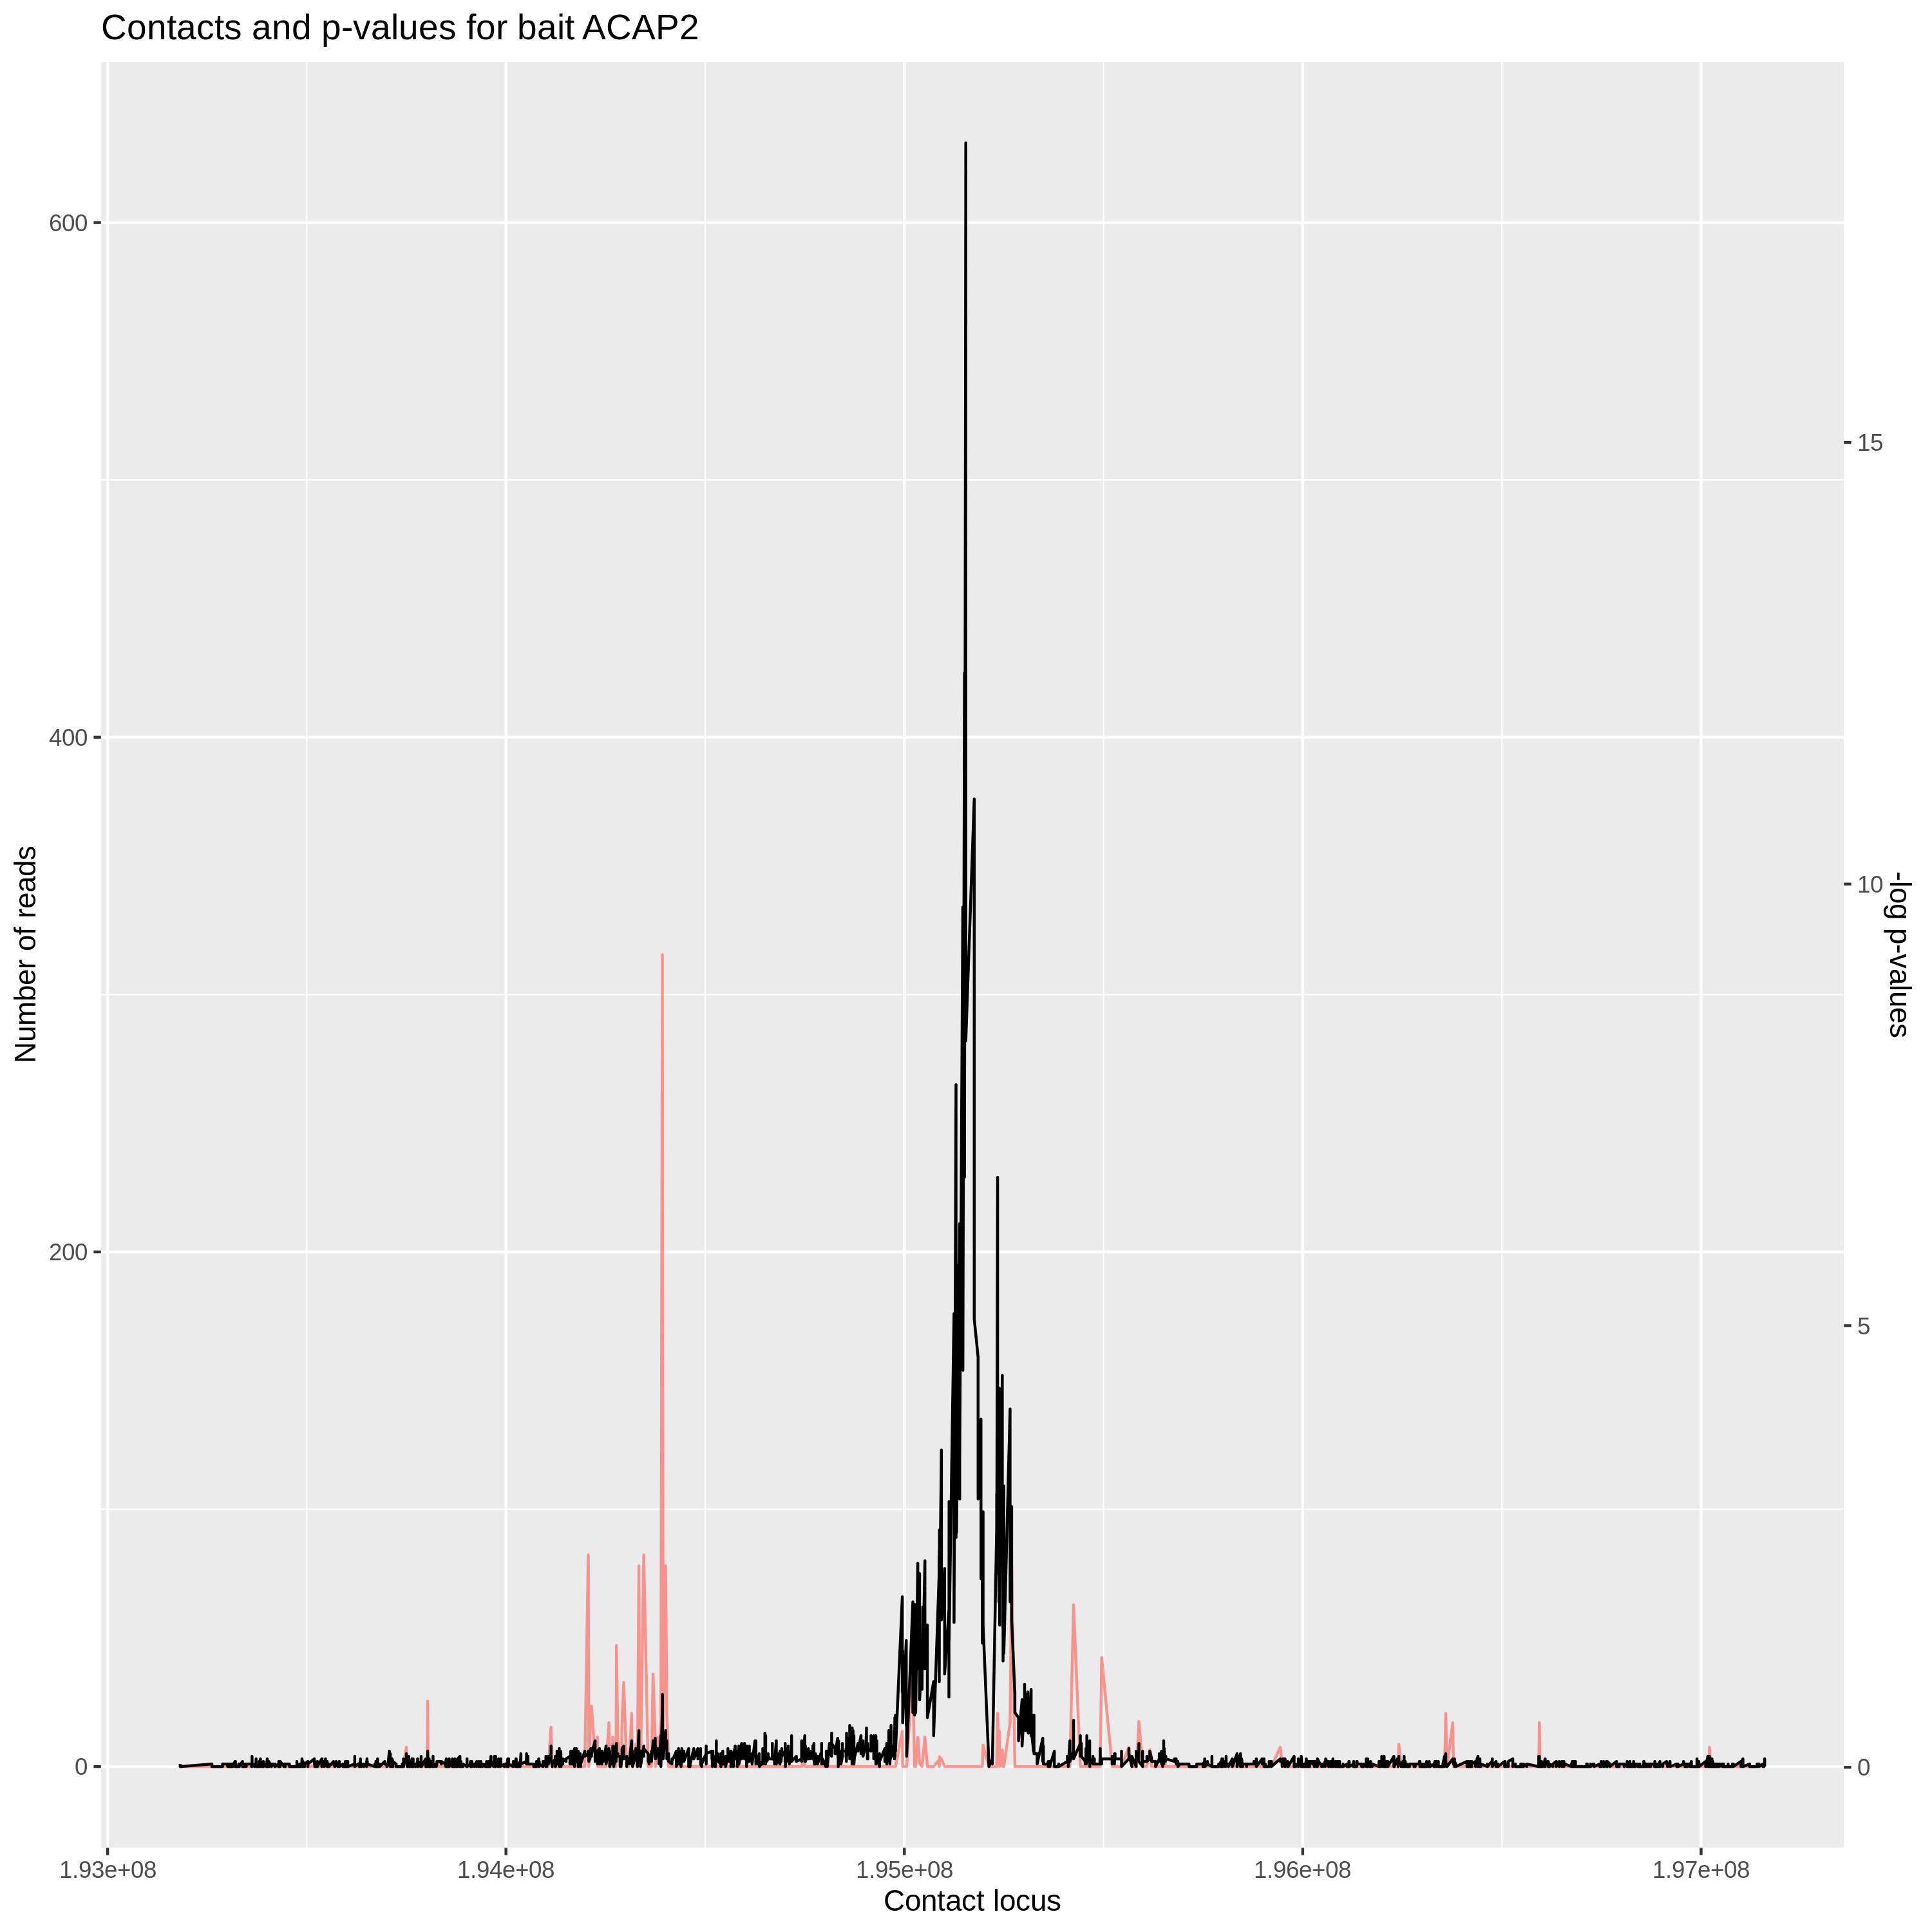 Contacts and p-values for bait ACAP2
Number of reads
600
400
200
0
15
10
5
0
-log p-values
1.93e+08
1.94e+08
1.95e+08
1.96e+08
1.97e+08
Contact locus